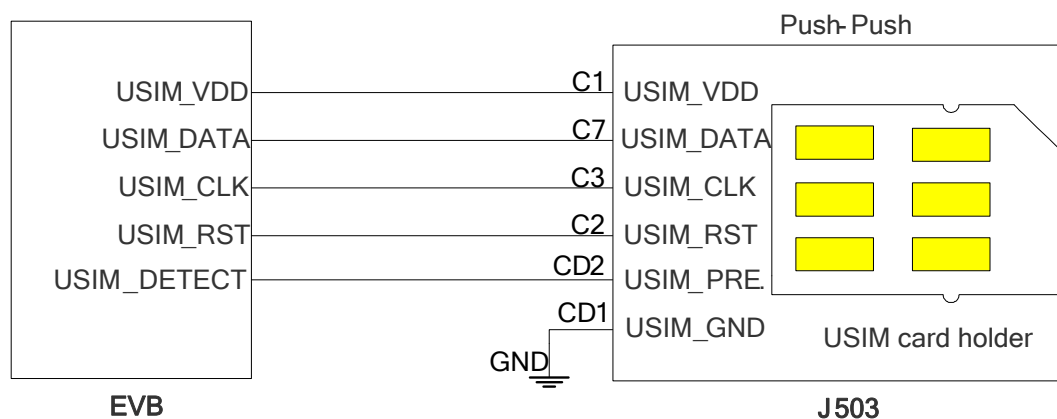 Push-Push
USIM_VDD C1 USIM_VDD
USIM_DATA C7 USIM_DATA
USIM_CLK C3 USIM_CLK
USIM_RST C2 USIM_RST
USIM_DETECT CD2 USIM_PRE.
CD1 USIM_GND
USIM card holder
GND
EVB J503